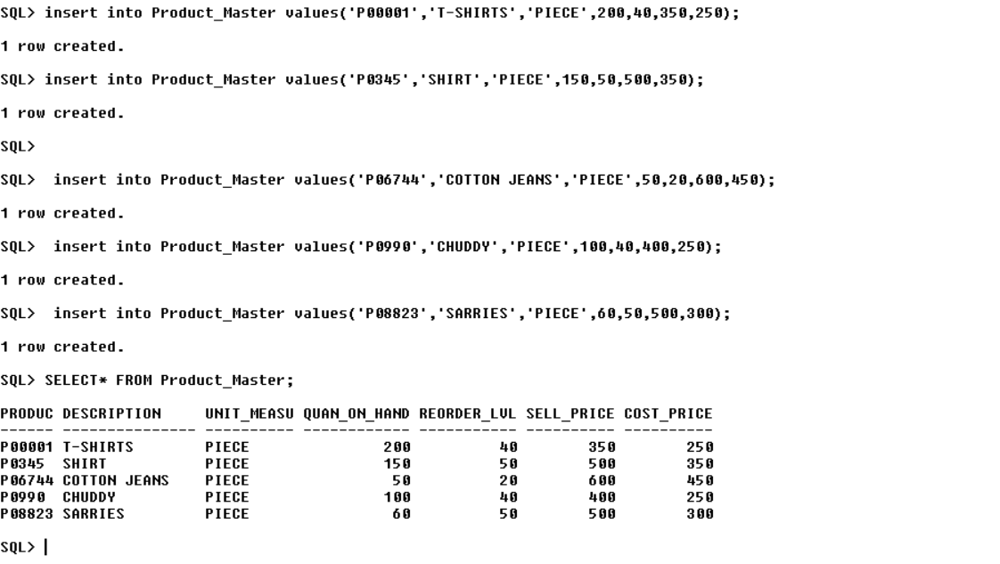 SQL> insert into Product_Master values('P00001','T-SHIRTS','PIECE',200,40,350,250);
1 row created.
SQL> insert into Product_Master values('P0345','SHIRT','PIECE',150,50,500,350);
1 row created.
SQL>
SQL>  insert into Product_Master values('P06744','COTTON JEANS','PIECE',50,20,600,450);
1 row created.
SQL>  insert into Product_Master values('P0990','CHUDDY','PIECE',100,40,400,250);
1 row created.
SQL>  insert into Product_Master values('P08823','SARRIES','PIECE',60,50,500,300);
1 row created.
SQL> SELECT* FROM Product_Master;
PRODUC DESCRIPTION     UNIT_MEASU QUAN_ON_HAND REORDER_LVL SELL_PRICE COST_PRICE
------ --------------- ---------- ------------ ----------- ---------- ----------
P00001 T-SHIRTS        PIECE               200          40        350        250
P0345  SHIRT           PIECE               150          50        500        350
P06744 COTTON JEANS    PIECE                50          20        600        450
P0990  CHUDDY          PIECE               100          40        400        250
P08823 SARRIES         PIECE                60          50        500        300
SQL>